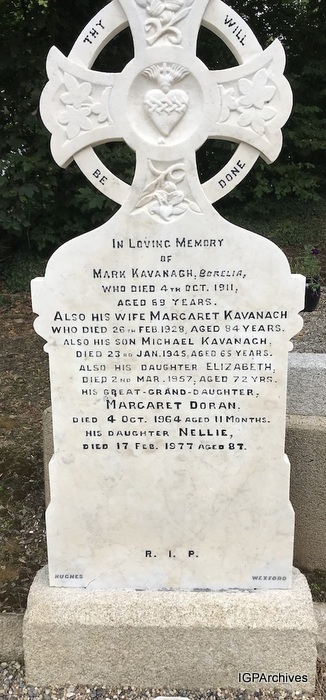 THY WILL
BE DONE
IN LOVING MEMORY
OF
MARK KAVANAGH, BORELIA,
WHO DIED 4TH OCT. 1911,
AGED 69 YEARS.
ALSO HIS WIFE MARGARET KAVANAGH
WHO DIED 26TH FEB. 1928, AGED 84 YEARS.
ALSO HIS SON MICHAEL KAVANAGH,
DIED 23RD JAN. 1945, AGED 65 YEARS.
ALSO HIS DAUGHTER ELIZABETH,
DIED 2ND MAR. 1957, AGED 72 YRS.
HIS GREAT-GRAND-DAUGHTER,
MARGARET DORAN.
DIED 4 OCT. 1964 AGED 11 MONTHS.
HIS DAUGHTER NELLIE,
DIED 17 FEB. 1977 AGED 87.
R. I. P.
HUGHES WEXFORD
IGPArchives